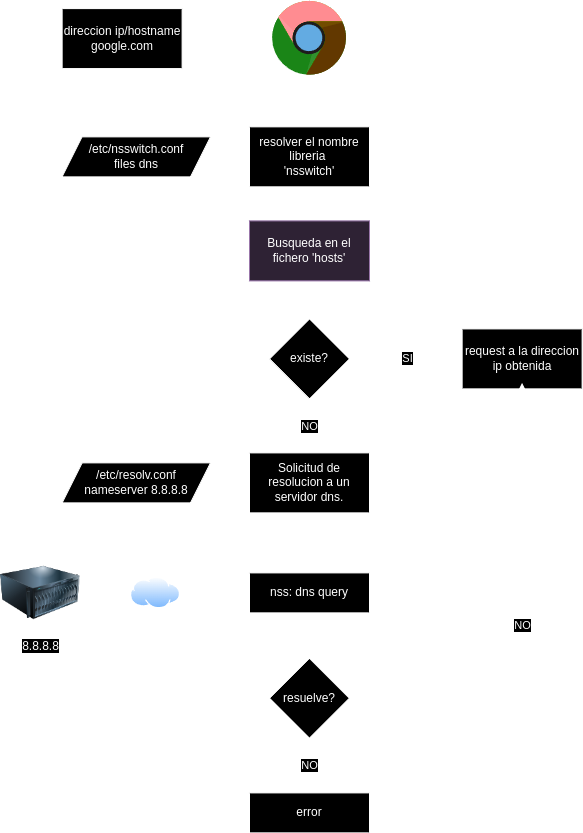 direccion ip/hostname
google.com
/etc/nsswitch.conf
files dns
resolver el nombre
libreria
'nsswitch'
Busqueda en el
fichero 'hosts'
existe?
SI
request a la direccion
ip obtenida
NO
/etc/resolv.conf
nameserver 8.8.8.8
Solicitud de
resolucion a un
servidor dns.
nss: dns query
8.8.8.8
NO
resuelve?
NO
error